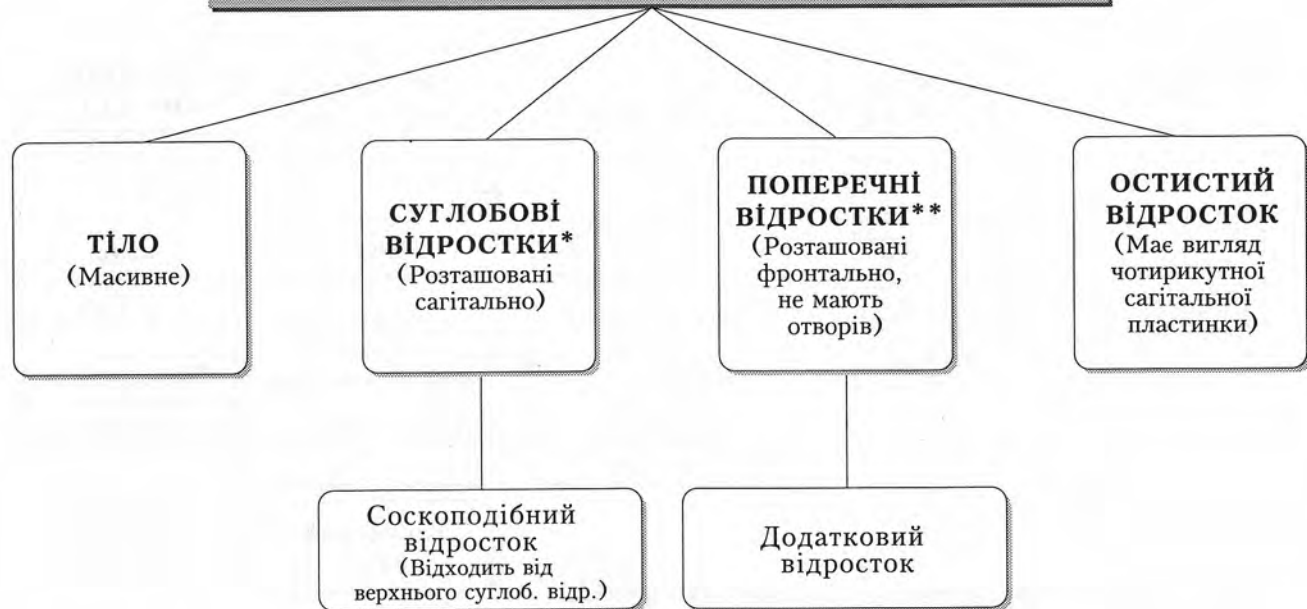 ТІЛО
(Масивне)
СУГЛОБОВІ
ВІДРОСТКИ*
(Розташовані
сагітально)
ПОПЕРЕЧНІ
ВІДРОСТКИ**
(Розташовані
фронтально,
не мають
отворів)
ОСТИСТИЙ
ВІДРОСТОК
(Має вигляд
чотирикутної
сагітальної
пластинки)
Соскоподібний
відросток
(Відходить від
верхнього суглоб. відр.)
Додатковий
відросток